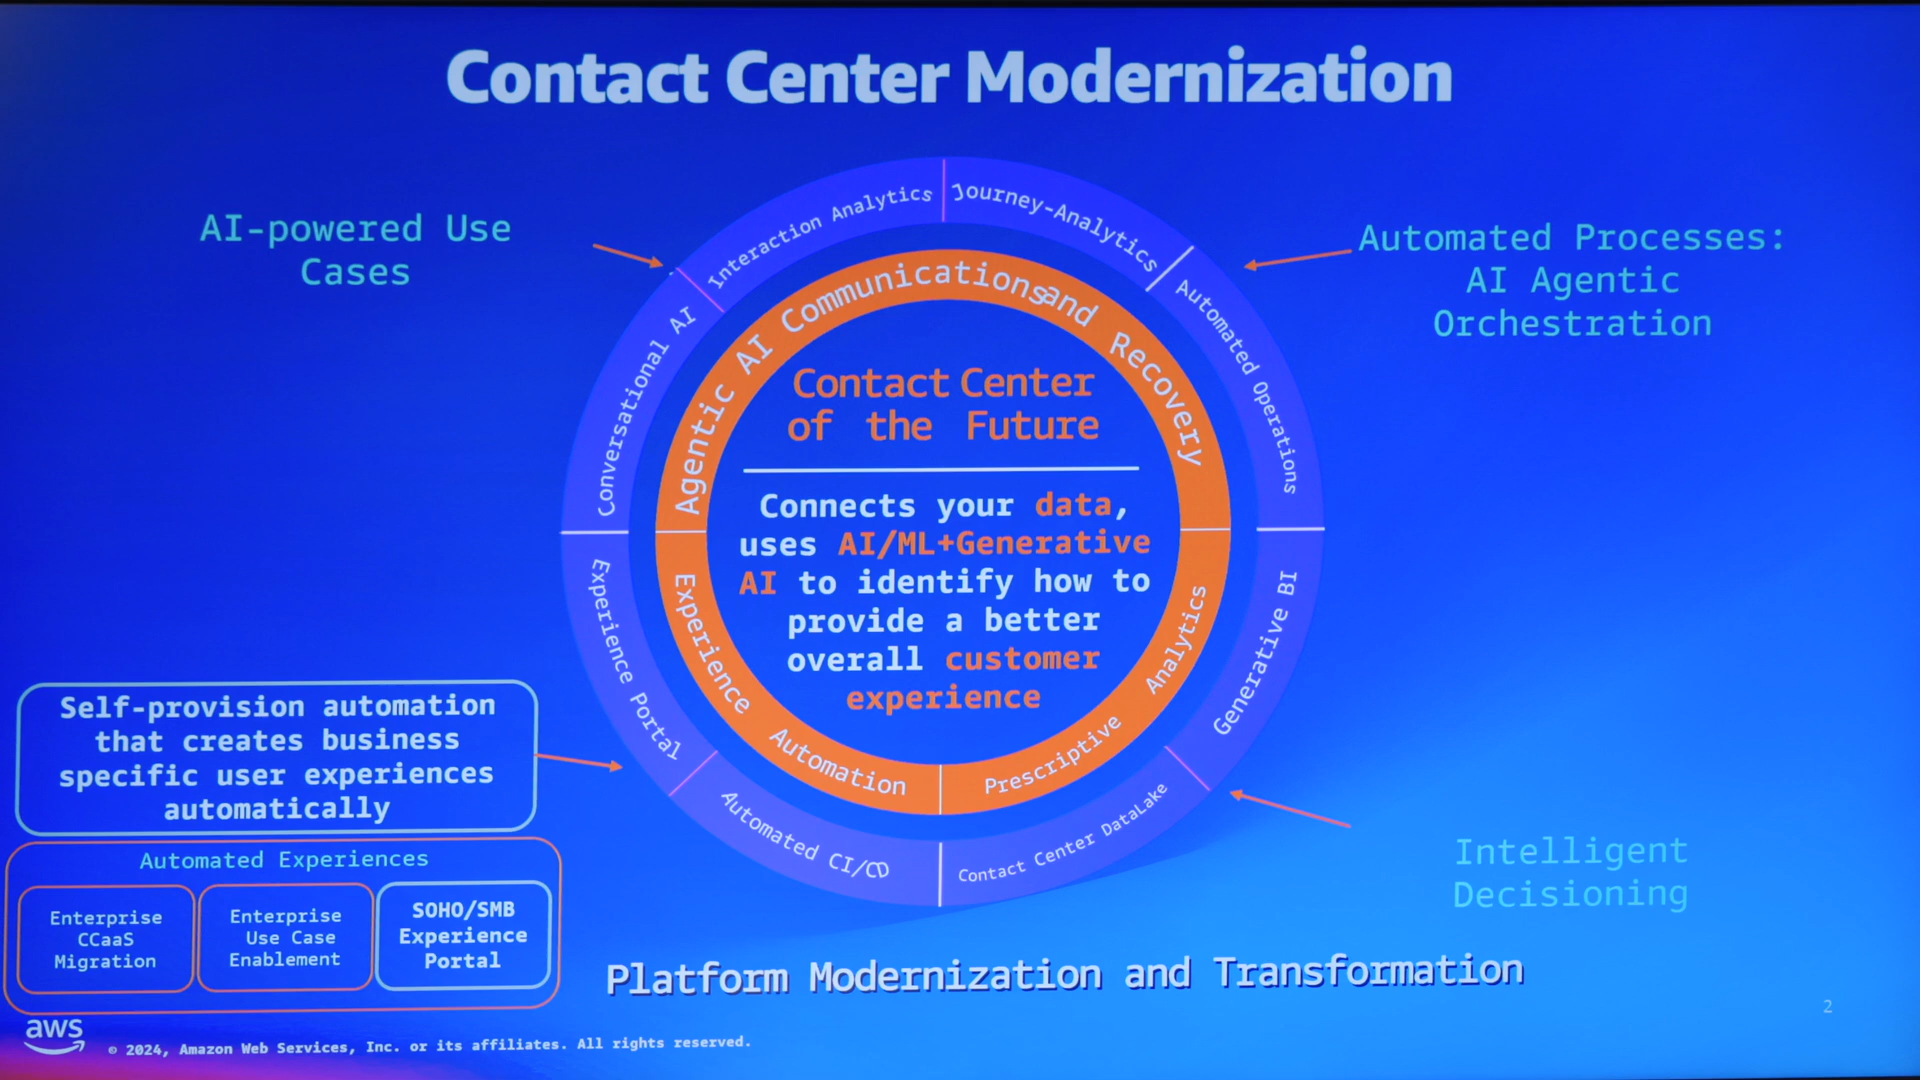 Contact Center Modernization
AI-powered Use
Cases
Automated Processes:
AI Agentic
Orchestration
Interaction Analytics
Journey-Analytics
Conversational AI
Automated Operations
Agentic AI Communications and Recovery
Contact Center
of the Future
Connects your data,
uses AI/ML+Generative
AI to identify how to
provide a better
overall customer
experience
Experience Automation
Prescriptive Analytics
Experience Portal
Generative BI
Automated CI/CD
Contact Center DataLake
Self-provision automation
that creates business
specific user experiences
automatically
Automated Experiences
Enterprise
CCaaS
Migration
Enterprise
Use Case
Enablement
SOHO/SMB
Experience
Portal
Intelligent
Decisioning
Platform Modernization and Transformation
aws
© 2024, Amazon Web Services, Inc. or its affiliates. All rights reserved.
2